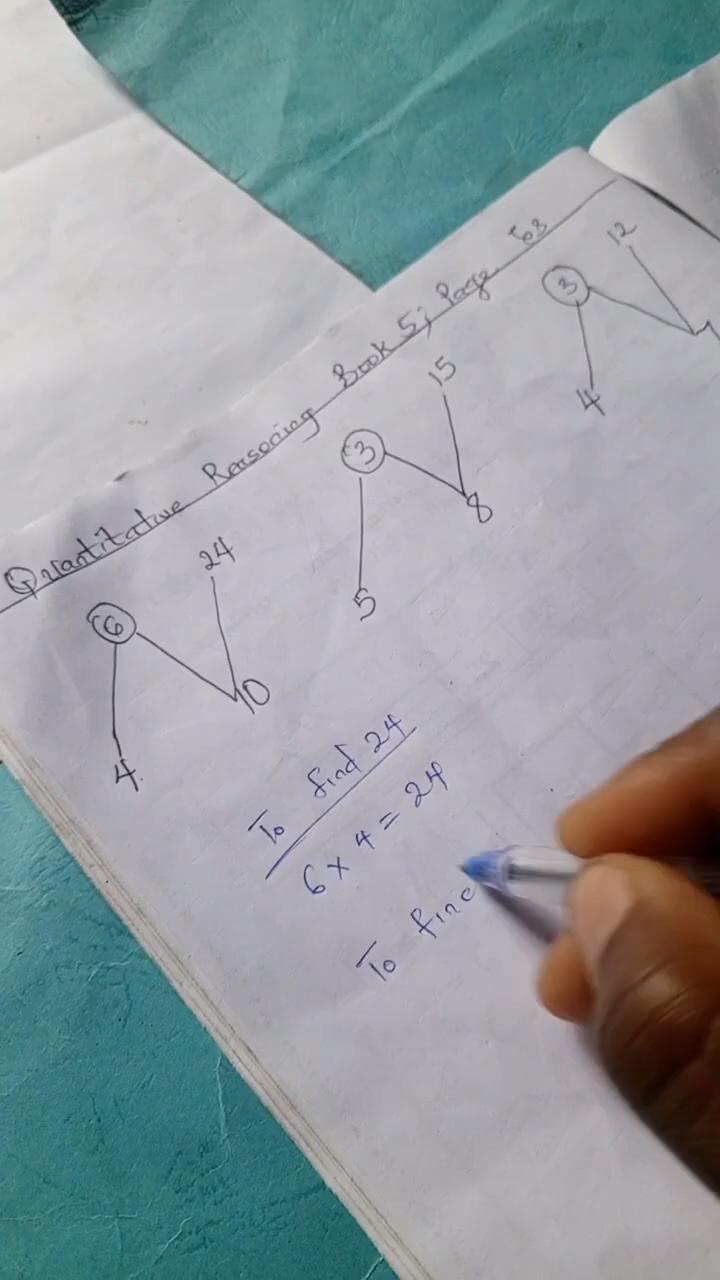 Quantitative Reasoning Book 5; Page 53
6 24 4 10
3 15 5 8
3 12 4 7
To find 24
6 x 4 = 24
To find